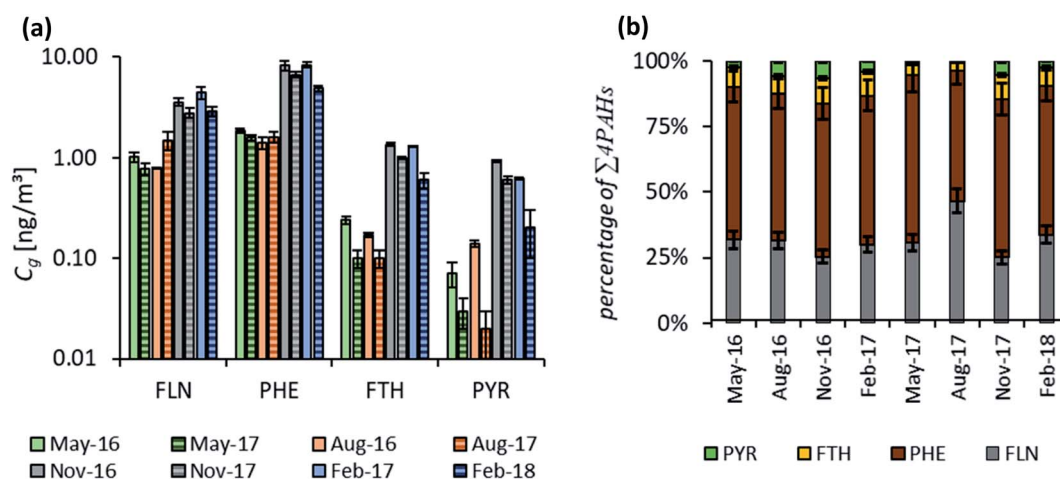 (a)
10.00
1.00
0.10
0.01
Cg [ng/m³]
FLN PHE FTH PYR
May-16 May-17 Aug-16 Aug-17
Nov-16 Nov-17 Feb-17 Feb-18
(b)
100%
75%
50%
25%
0%
percentage of ∑4PAHs
May-16 Aug-16 Nov-16 Feb-17 May-17 Aug-17 Nov-17 Feb-18
PYR FTH PHE FLN